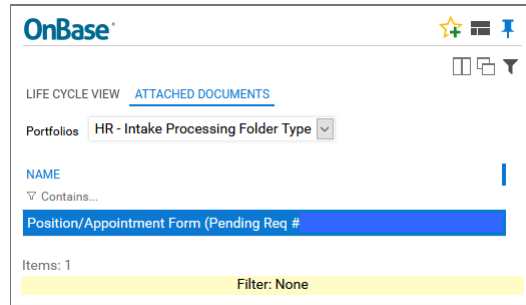 OnBase
LIFE CYCLE VIEW ATTACHED DOCUMENTS
Portfolios HR - Intake Processing Folder Type
NAME
Contains...
Position/Appointment Form (Pending Req #
Items: 1
Filter: None